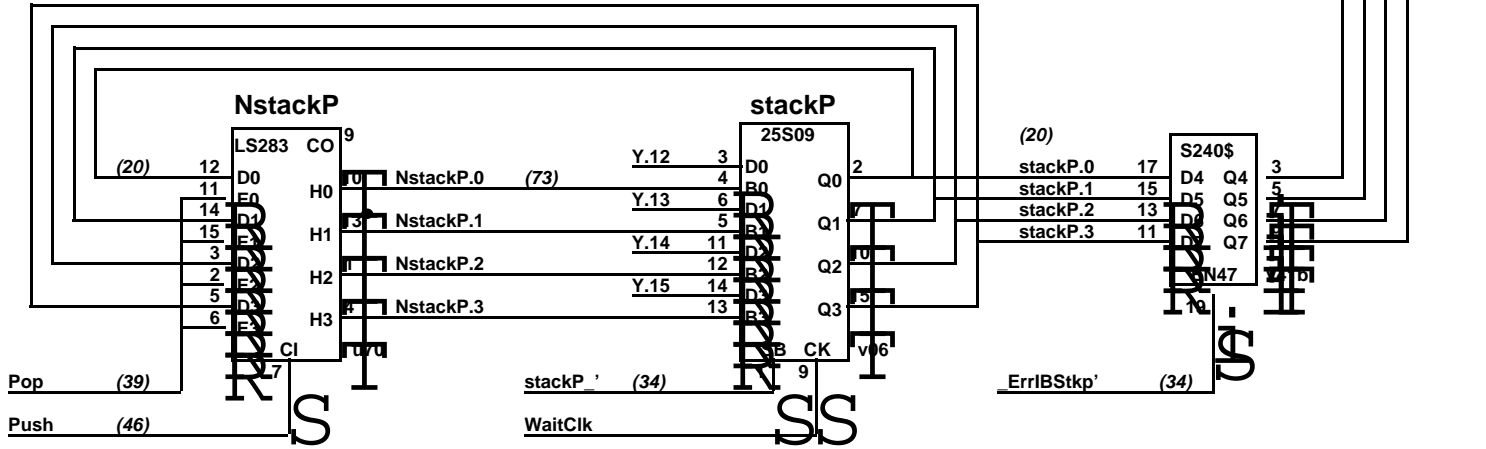 NstackP
LS283 CO 9
(20) 12 D0
11 E0
14 D1
15
3
2
5
6
H0 NstackP.0 (73)
H1 NstackP.1
H2 NstackP.2
H3 NstackP.3
CI
7
Pop (39)
Push (46)
S
stackP
25S09
Y.12 3 D0
4 B0
Y.13 6 D1
5
Y.14 11
12
Y.15 14
13
Q0 2
Q1
Q2
Q3
CK v06
9
stackP_' (34)
WaitClk
SS
(20)
S240$
stackP.0 17 D4 Q4 3
stackP.1 15 D5 Q5 5
stackP.2 13 Q6
stackP.3 11 Q7
_ErrIBStkp' (34)
S